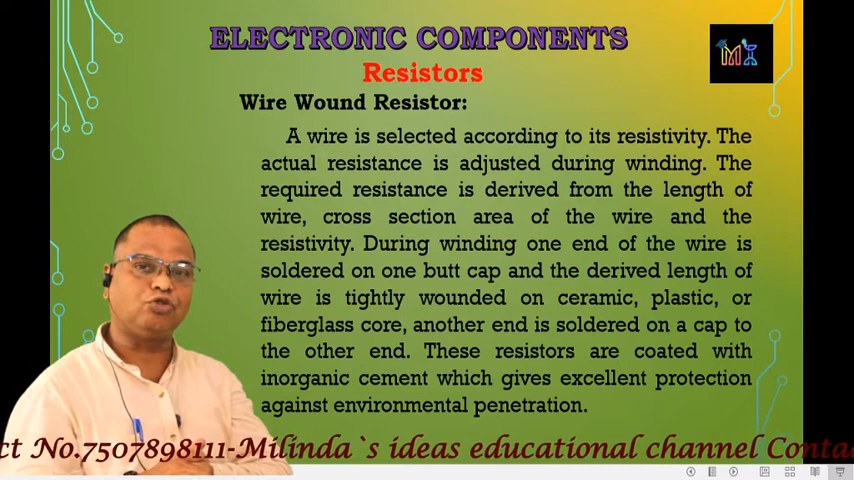 ELECTRONIC COMPONENTS
MI
Resistors
Wire Wound Resistor:
A wire is selected according to its resistivity. The
actual resistance is adjusted during winding. The
required resistance is derived from the length of
wire, cross section area of the wire and the
resistivity. During winding one end of the wire is
soldered on one butt cap and the derived length of
wire is tightly wounded on ceramic, plastic, or
fiberglass core, another end is soldered on a cap to
the other end. These resistors are coated with
inorganic cement which gives excellent protection
against environmental penetration.
ct No.7507898111-Milinda`s ideas educational channel Conta